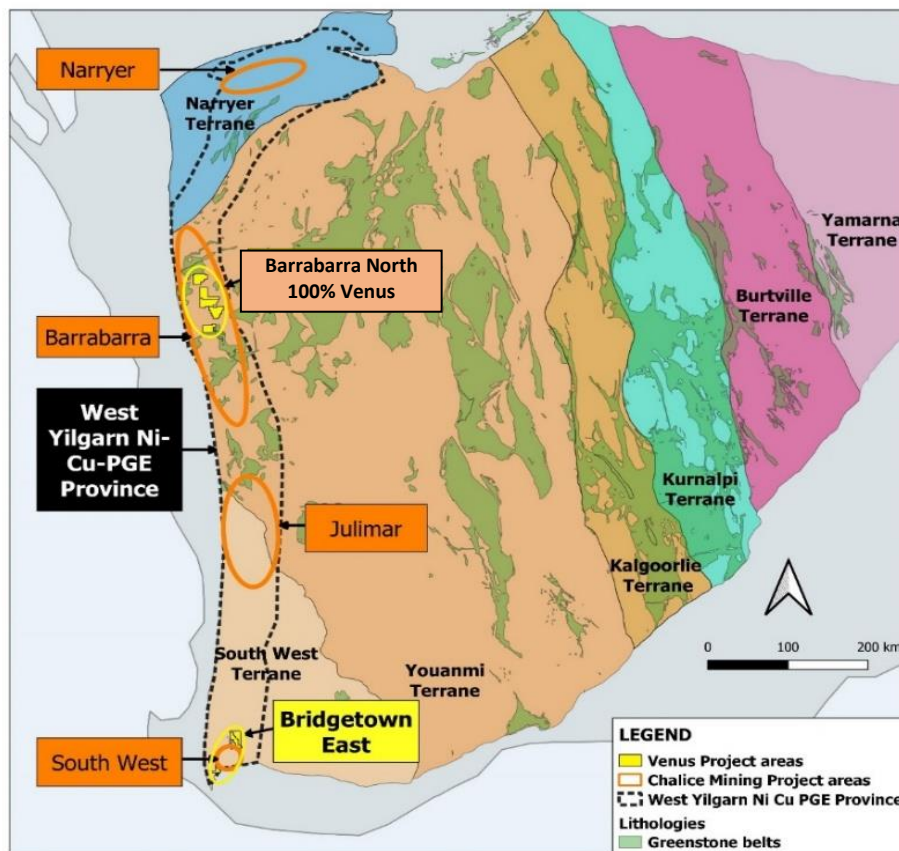 Narryer
Narryer
Terrane
Barrabarra North
100% Venus
Yamarna
Terrane
Burtville
Terrane
Barrabarra
West
Yilgarn Ni-
Cu-PGE
Province
Kurnalpi
Terrane
Julimar
Kalgoorlie
Terrane
South West
Terrane
Youanmi
Terrane
0 100 200 km
Bridgetown
East
South West
LEGEND
Venus Project areas
Chalice Mining Project areas
West Yilgarn Ni Cu PGE Province
Lithologies
Greenstone belts